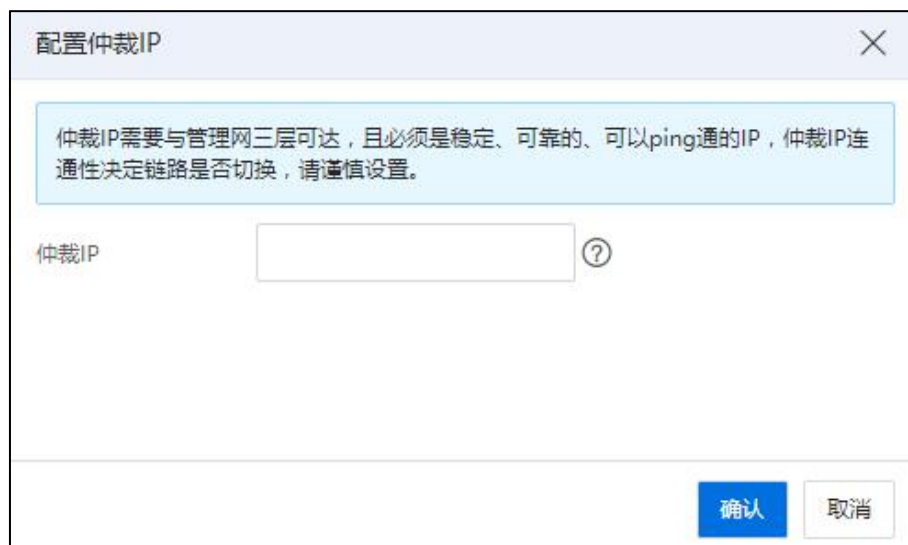 配置仲裁IP
仲裁IP需要与管理网三层可达，且必须是稳定、可靠的、可以ping通的IP，仲裁IP连
通性决定链路是否切换，请谨慎设置。
仲裁IP
?
确认
取消